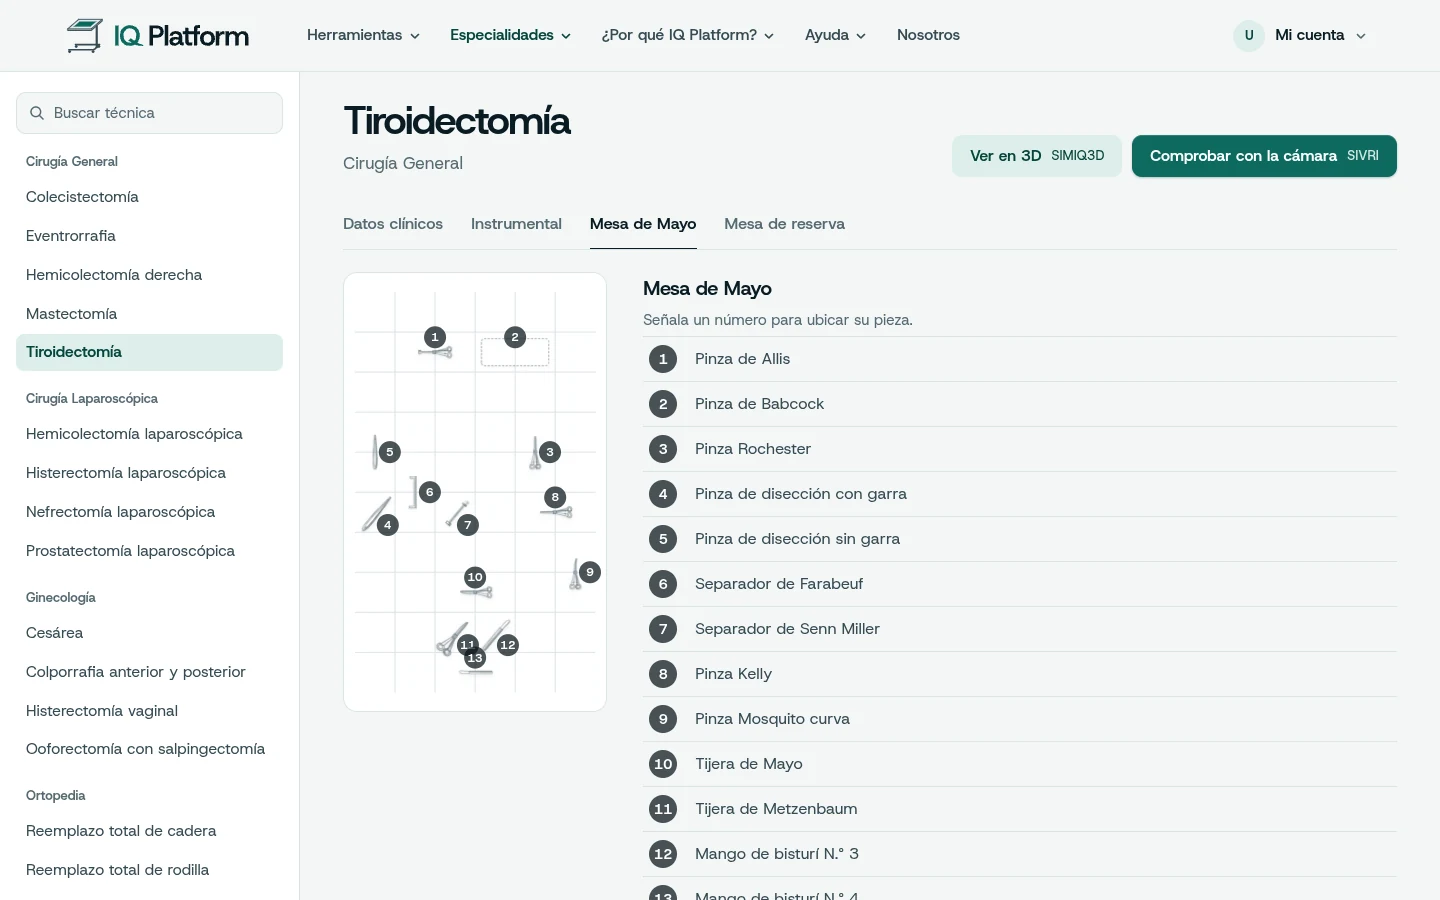 IQ Platform
Herramientas
Especialidades
¿Por qué IQ Platform?
Ayuda
Nosotros
U
Mi cuenta
Buscar técnica
Cirugía General
Colecistectomía
Eventrorrafia
Hemicolectomía derecha
Mastectomía
Tiroidectomía
Cirugía Laparoscópica
Hemicolectomía laparoscópica
Histerectomía laparoscópica
Nefrectomía laparoscópica
Prostatectomía laparoscópica
Ginecología
Cesárea
Colporrafia anterior y posterior
Histerectomía vaginal
Ooforectomía con salpingectomía
Ortopedia
Reemplazo total de cadera
Reemplazo total de rodilla
Tiroidectomía
Cirugía General
Ver en 3D SIMIQ3D
Comprobar con la cámara SIVRI
Datos clínicos
Instrumental
Mesa de Mayo
Mesa de reserva
1
2
5
3
6
8
4
7
10
9
11
12
13
Mesa de Mayo
Señala un número para ubicar su pieza.
1 Pinza de Allis
2 Pinza de Babcock
3 Pinza Rochester
4 Pinza de disección con garra
5 Pinza de disección sin garra
6 Separador de Farabeuf
7 Separador de Senn Miller
8 Pinza Kelly
9 Pinza Mosquito curva
10 Tijera de Mayo
11 Tijera de Metzenbaum
12 Mango de bisturí N.° 3
13 Mango de bisturí N.° 4